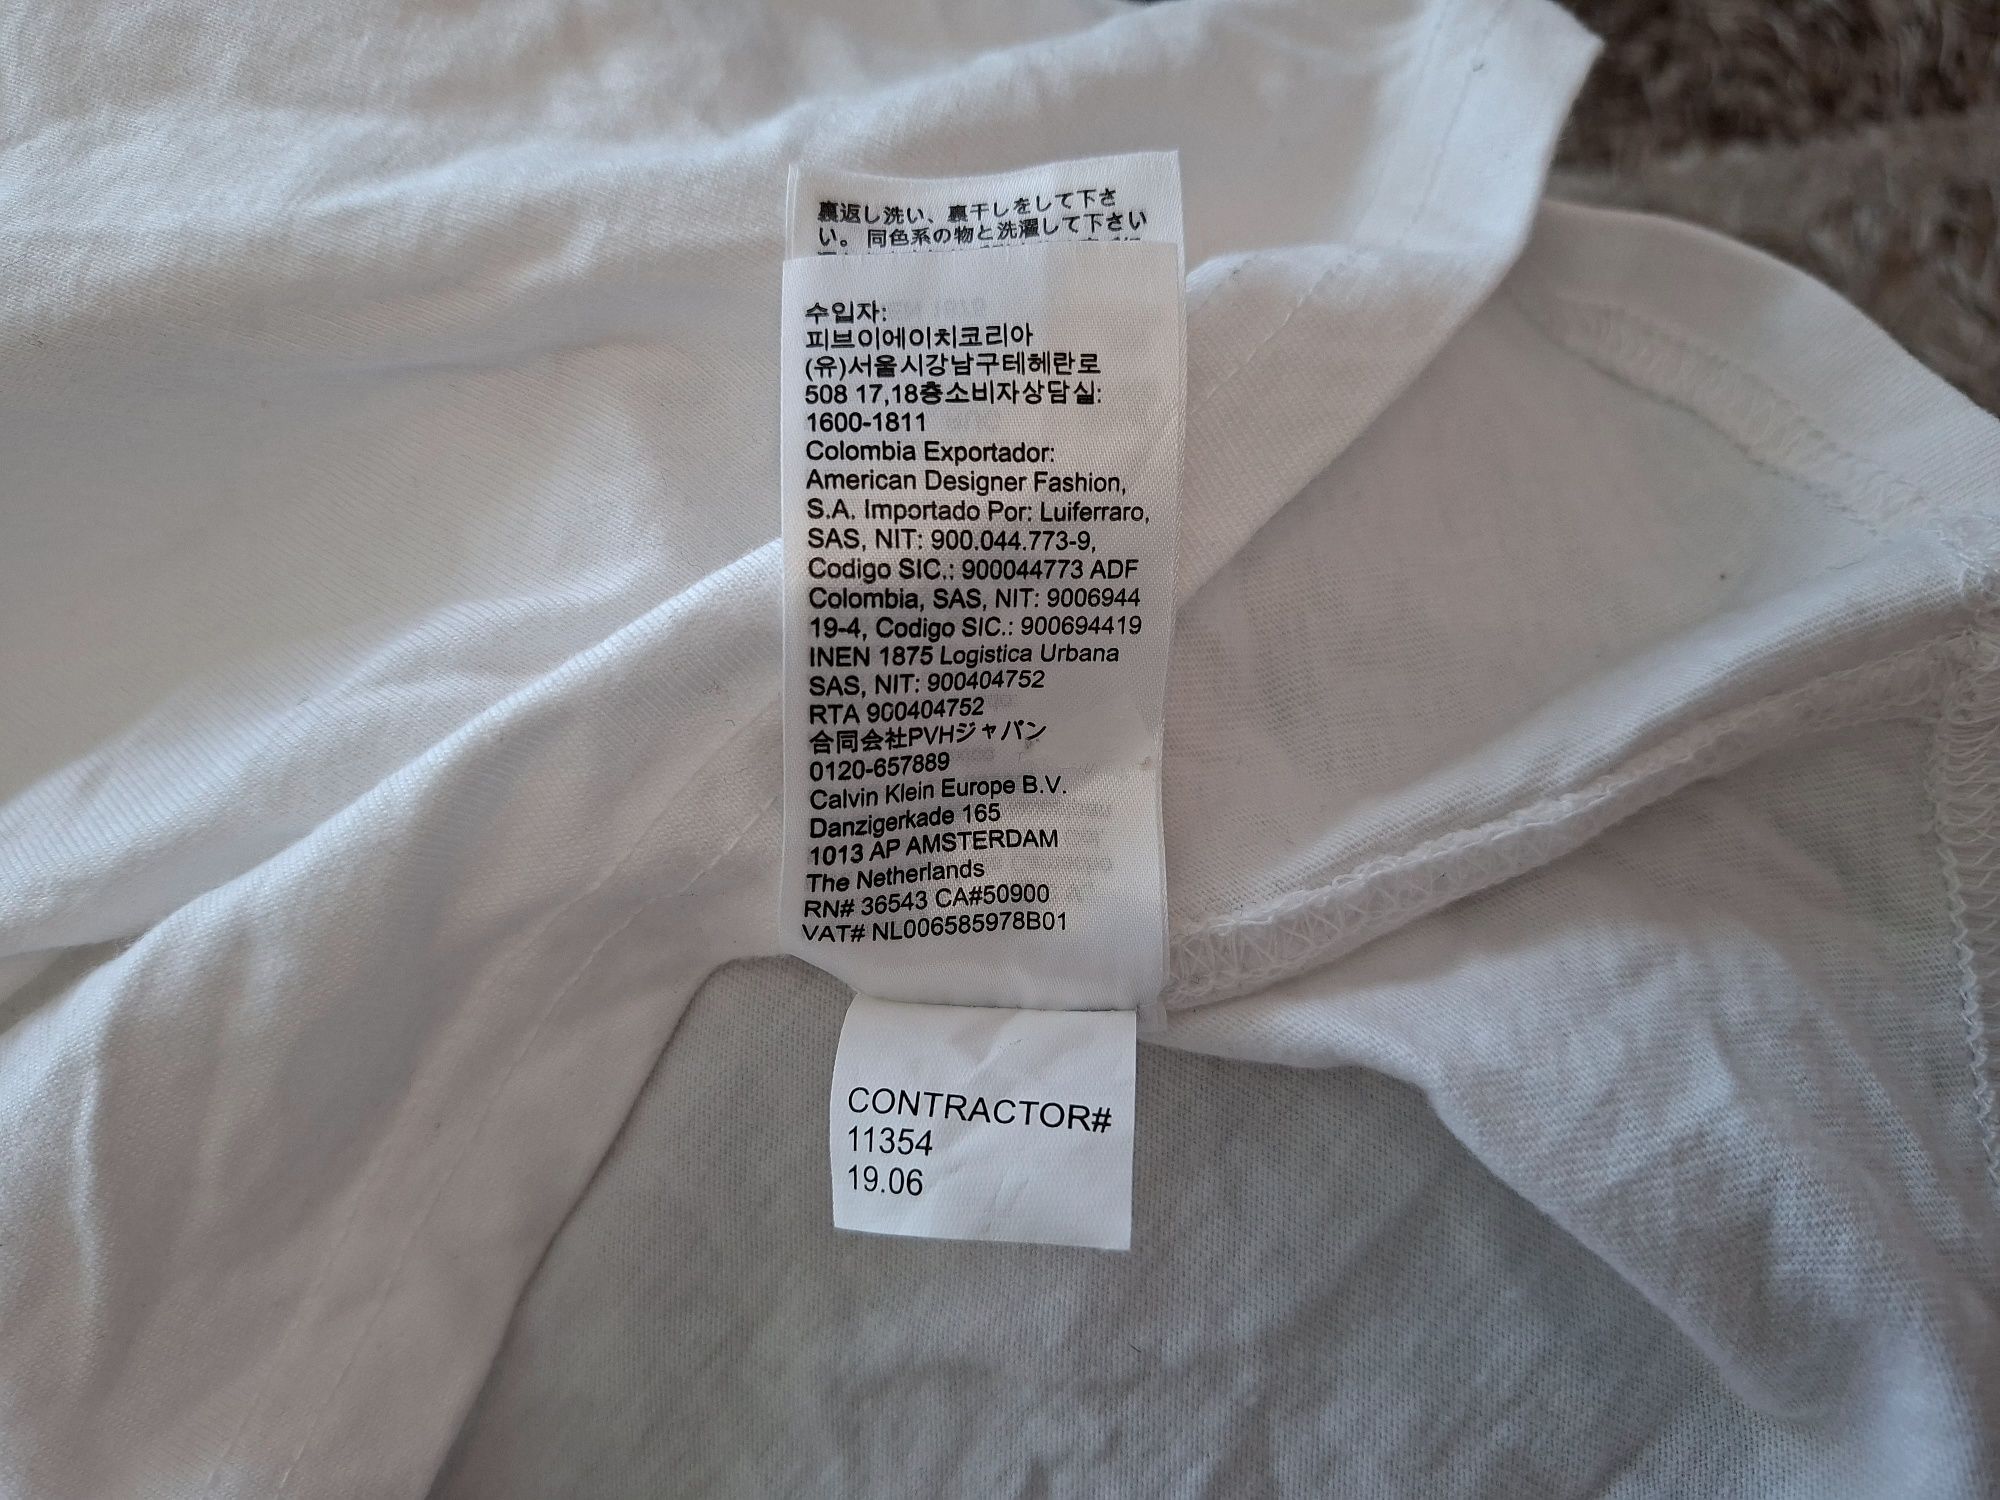 裏返し洗い、裏干しをして下さ
い。 同色系の物と洗濯して下さい
수입자:
피브이에이치코리아
(유)서울시강남구테헤란로
508 17,18층소비자상담실:
1600-1811
Colombia Exportador:
American Designer Fashion,
S.A. Importado Por: Luiferraro,
SAS, NIT: 900.044.773-9,
Codigo SIC.: 900044773 ADF
Colombia, SAS, NIT: 9006944
19-4, Codigo SIC.: 900694419
INEN 1875 Logistica Urbana
SAS, NIT: 900404752
RTA 900404752
合同会社PVHジャパン
0120-657889
Calvin Klein Europe B.V.
Danzigerkade 165
1013 AP AMSTERDAM
The Netherlands
RN# 36543 CA#50900
VAT# NL006585978B01
CONTRACTOR#
11354
19.06